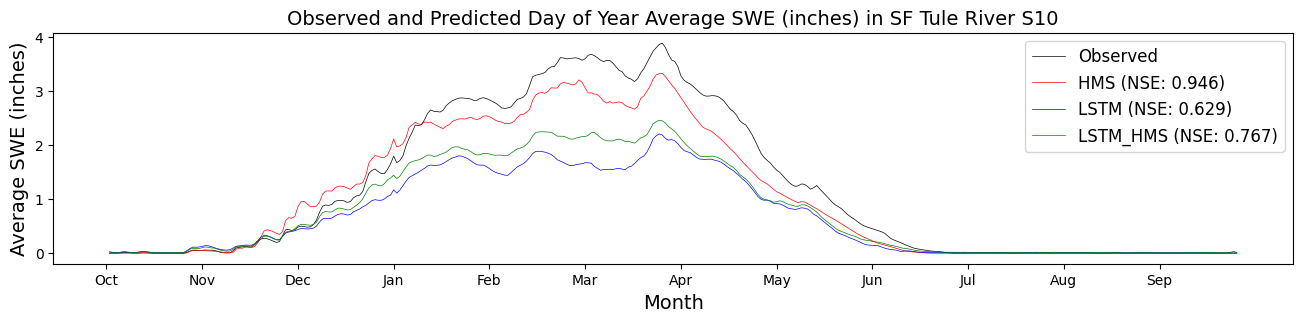 Observed and Predicted Day of Year Average SWE (inches) in SF Tule River S10
Average SWE (inches)
4
3
2
1
0
Observed
HMS (NSE: 0.946)
LSTM (NSE: 0.629)
LSTM_HMS (NSE: 0.767)
Oct Nov Dec Jan Feb Mar Apr May Jun Jul Aug Sep
Month